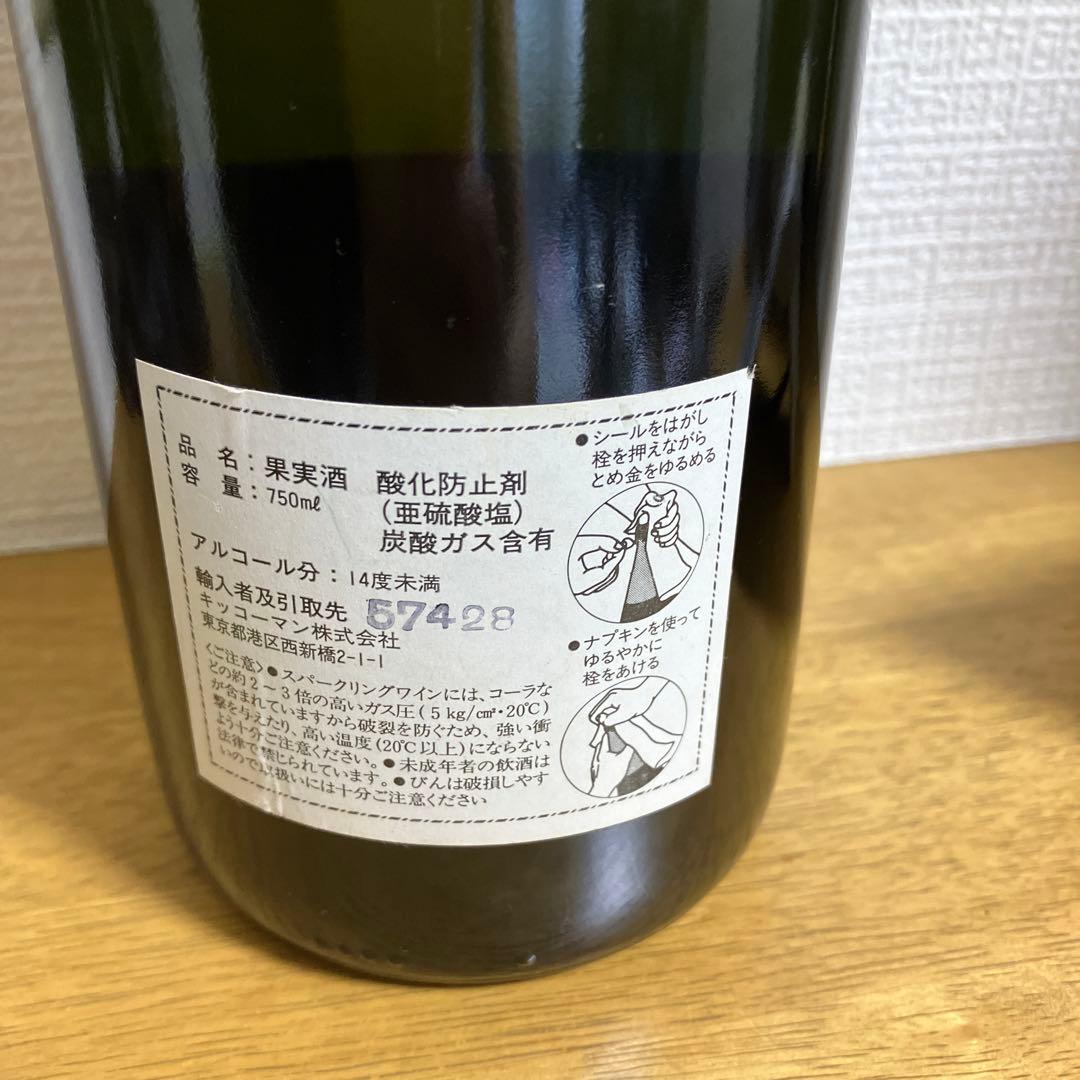 品名：果実酒
容量：750mℓ
酸化防止剤
(亜硫酸塩)
炭酸ガス含有
アルコール分：14度未満
輸入者及引取先 57428
キッコーマン株式会社
東京都港区西新橋2-1-1
〈ご注意〉●スパークリングワインには、コーラな
どの約2～3倍の高いガス圧(5kg/cm²・20℃)
が含まれていますから破裂を防ぐため、強い衝
撃を与えたり、高い温度(20℃以上)にならない
よう十分ご注意ください。●未成年者の飲酒は
法律で禁じられています。●びんは破損しやす
いので取扱いには十分ご注意ください
●シールをはがし
栓を押えながら
とめ金をゆるめる
●ナプキンを使って
ゆるやかに
栓をあける